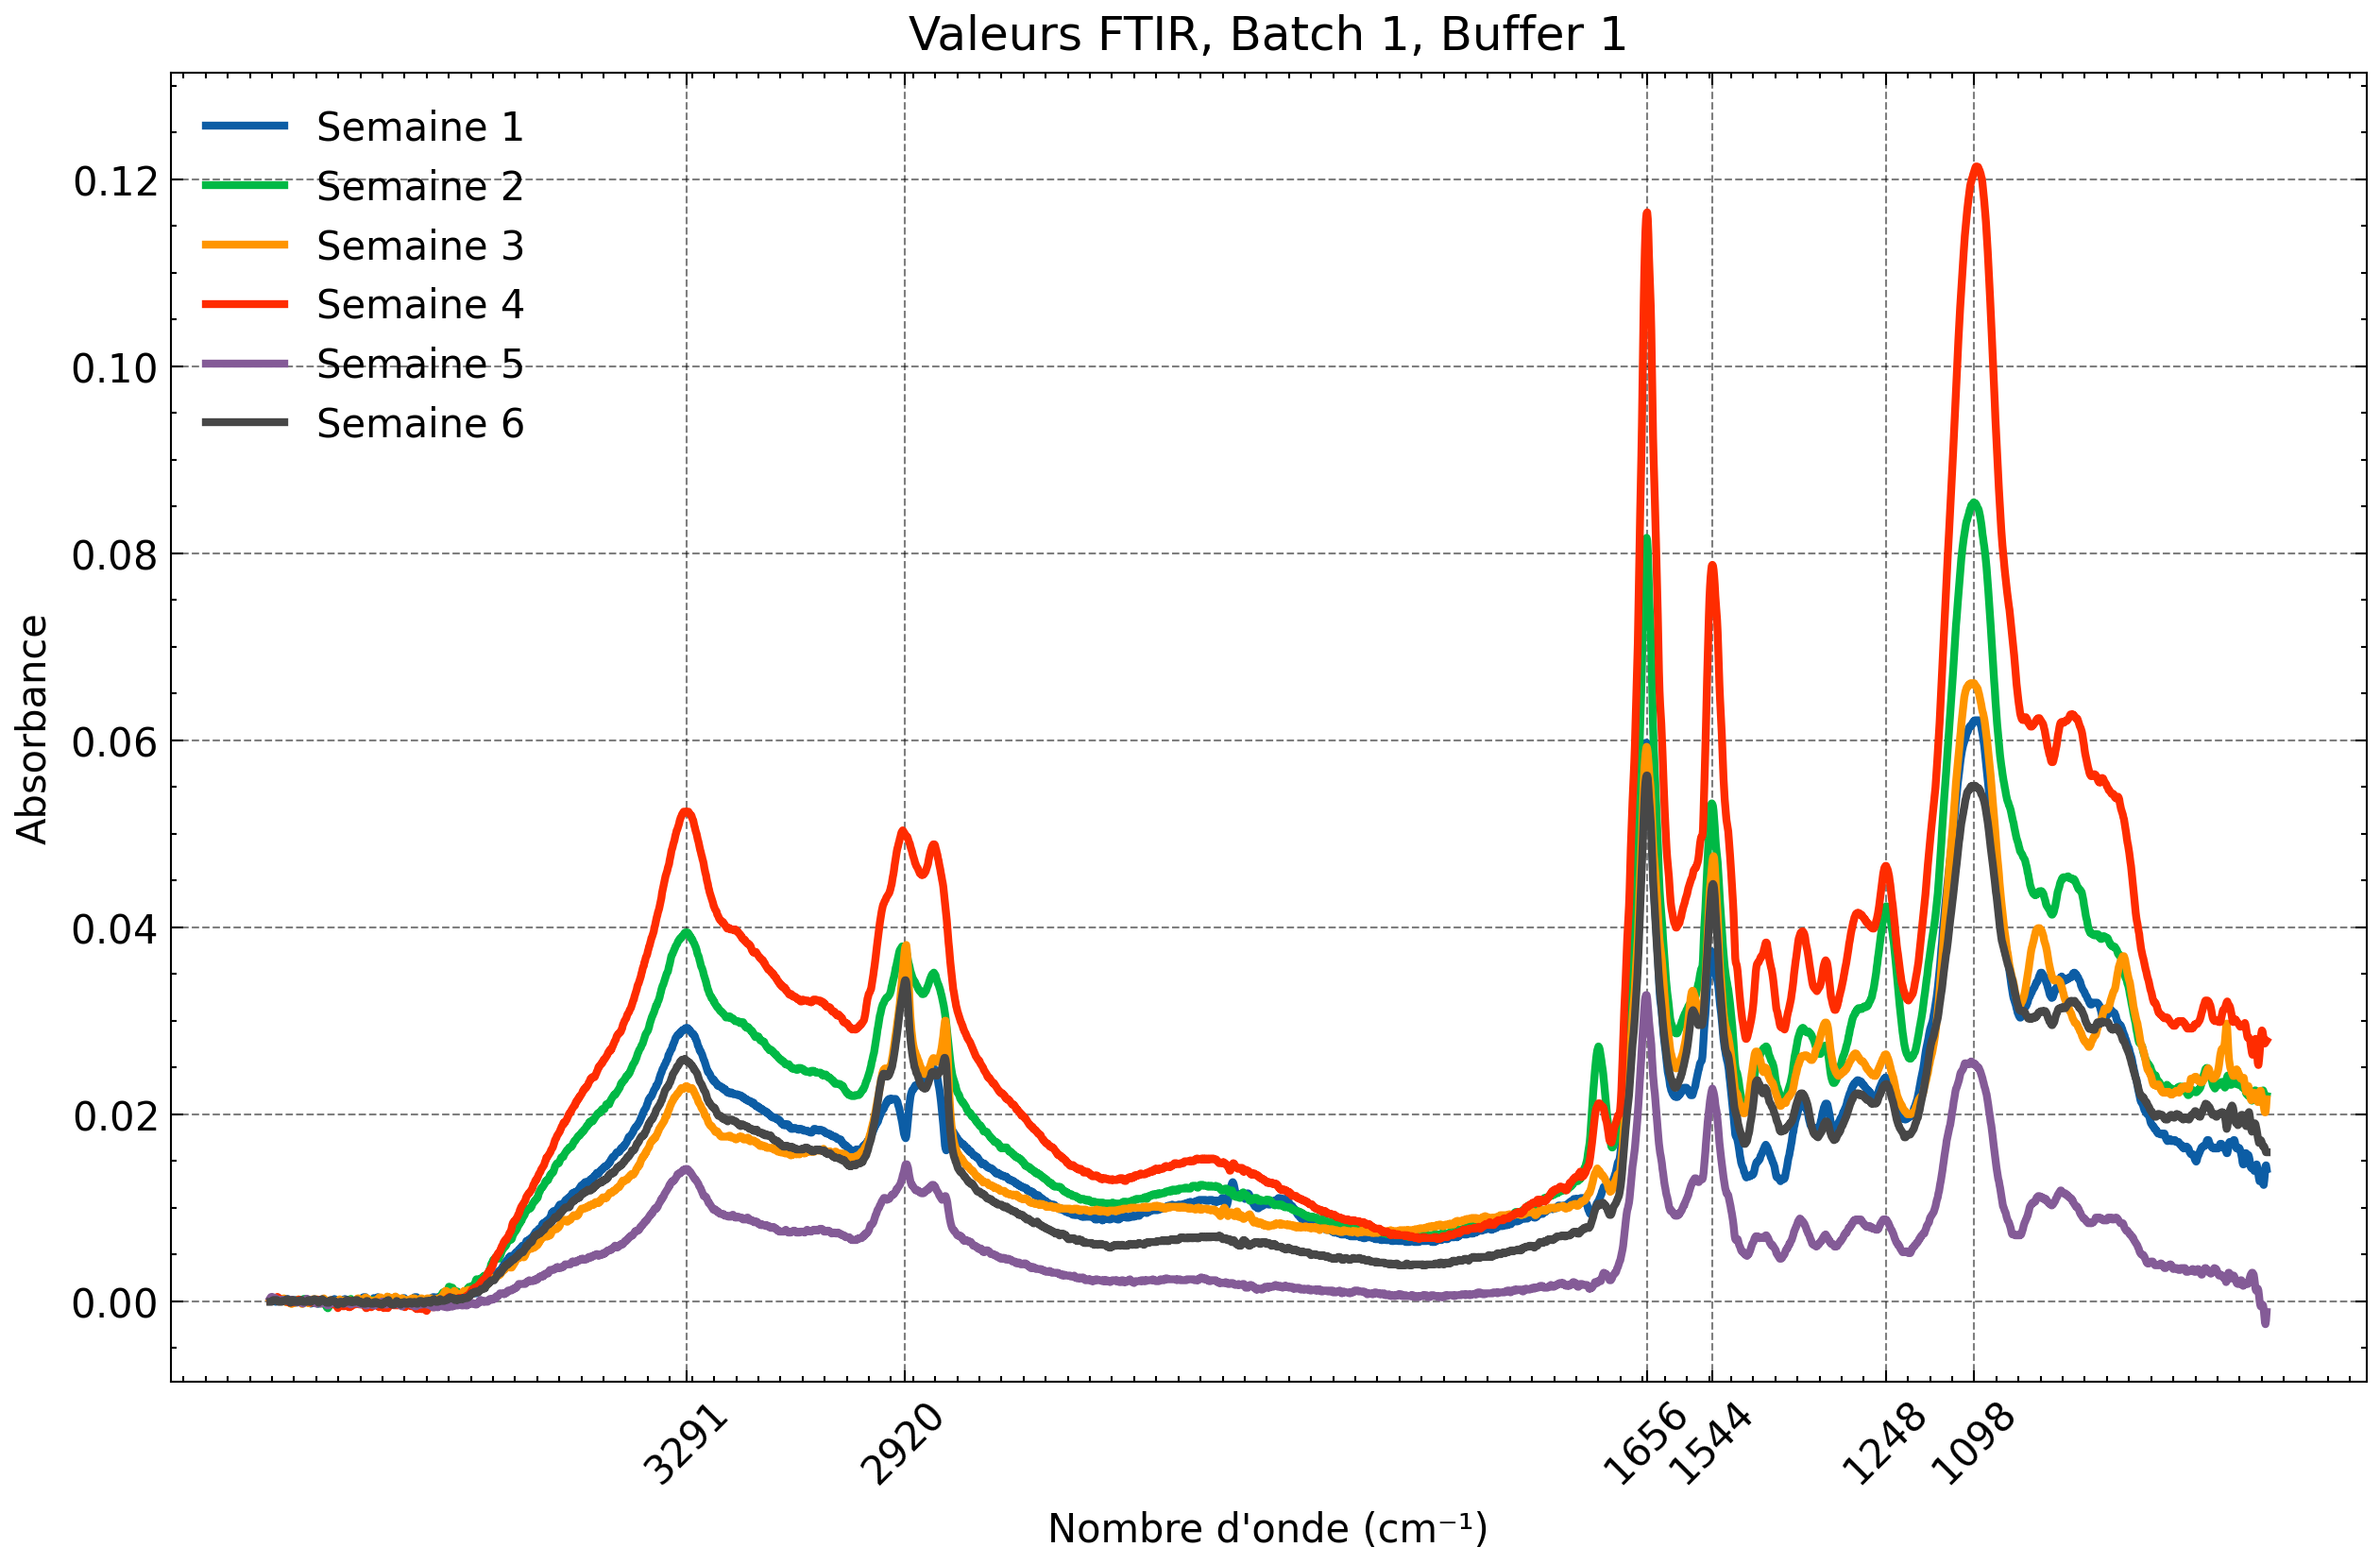 Valeurs FTIR, Batch 1, Buffer 1
Semaine 1
Semaine 2
Semaine 3
Semaine 4
Semaine 5
Semaine 6
0.12
0.10
0.08
0.06
0.04
0.02
0.00
Absorbance
3291
2920
1656
1544
1248
1098
Nombre d'onde (cm⁻¹)